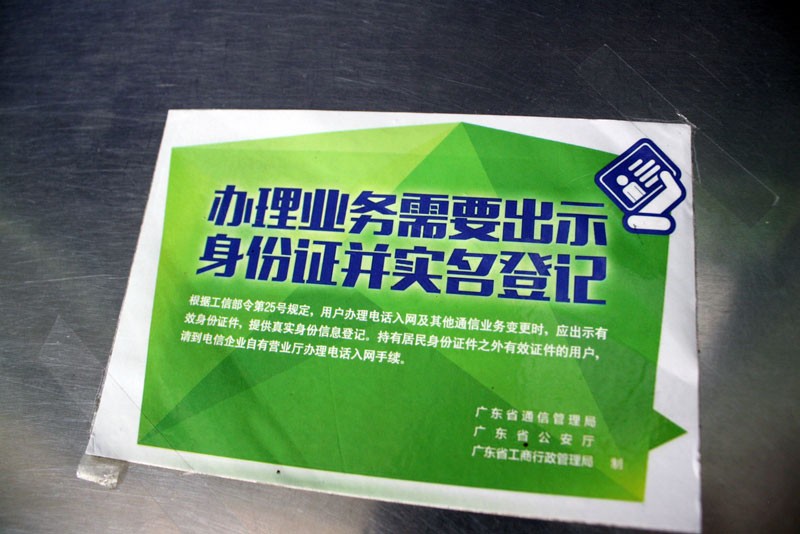 办理业务需要出示
身份证并实名登记
根据工信部令第25号规定，用户办理电话入网及其他通信业务变更时，应出示有
效身份证件，提供真实身份信息登记。持有居民身份证件之外有效证件的用户，
请到电信企业自有营业厅办理电话入网手续。
广东省通信管理局
广东省公安厅
广东省工商行政管理局 制